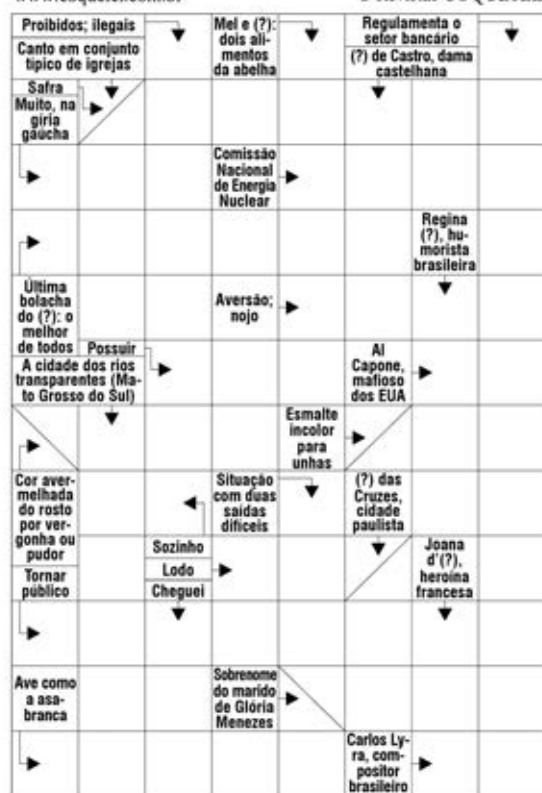 Proibidos; ilegais
Canto em conjunto
típico de igrejas
Mel e (?):
dois ali-
mentos
da abelha
Regulamenta o
setor bancário
(?) de Castro, dama
castelhana
Safra
Muito, na
gíria
gaúcha
Comissão
Nacional
de Energia
Nuclear
Regina
(?), hu-
morista
brasileira
Última
bolacha
do (?): o
melhor
de todos
Aversão;
nojo
Possuir
A cidade dos rios
transparentes (Ma-
to Grosso do Sul)
Al
Capone,
mafioso
dos EUA
Esmalte
incolor
para
unhas
Cor aver-
melhada
do rosto
por ver-
gonha ou
pudor
Situação
com duas
saídas
difíceis
(?) das
Cruzes,
cidade
paulista
Tornar
público
Sozinho
Lodo
Cheguei
Joana
d'(?),
heroína
francesa
Ave como
a asa-
branca
Sobrenome
do marido
de Glória
Menezes
Carlos Ly-
ra, com-
positor
brasileiro